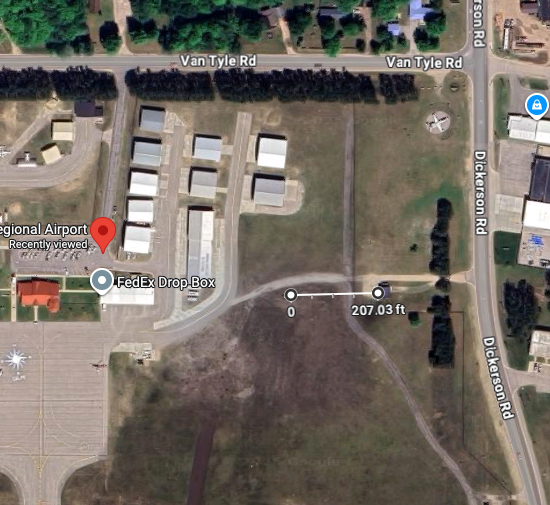 Van Tyle Rd
Van Tyle Rd
Dickerson Rd
Dickerson Rd
Dickerson Rd
egional Airport
Recently viewed
FedEx Drop Box
0
207.03 ft